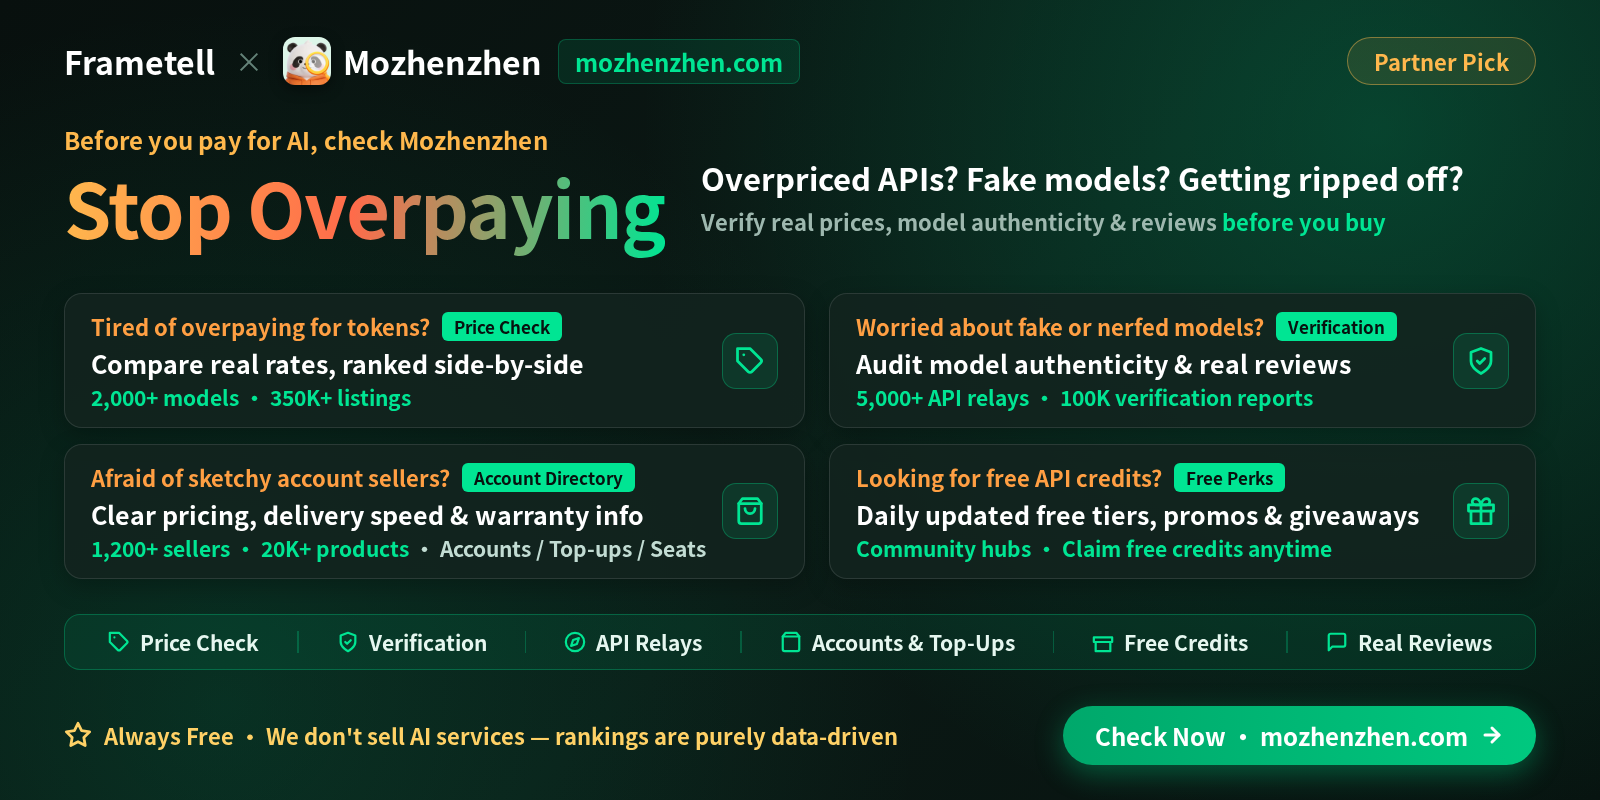 Frametell × Mozhenzhen mozhenzhen.com
Partner Pick
Before you pay for AI, check Mozhenzhen
Stop Overpaying
Overpriced APIs? Fake models? Getting ripped off?
Verify real prices, model authenticity & reviews before you buy
Tired of overpaying for tokens? Price Check
Compare real rates, ranked side-by-side
2,000+ models • 350K+ listings
Worried about fake or nerfed models? Verification
Audit model authenticity & real reviews
5,000+ API relays • 100K verification reports
Afraid of sketchy account sellers? Account Directory
Clear pricing, delivery speed & warranty info
1,200+ sellers • 20K+ products • Accounts / Top-ups / Seats
Looking for free API credits? Free Perks
Daily updated free tiers, promos & giveaways
Community hubs • Claim free credits anytime
Price Check | Verification | API Relays | Accounts & Top-Ups | Free Credits | Real Reviews
Always Free • We don't sell AI services — rankings are purely data-driven
Check Now • mozhenzhen.com →